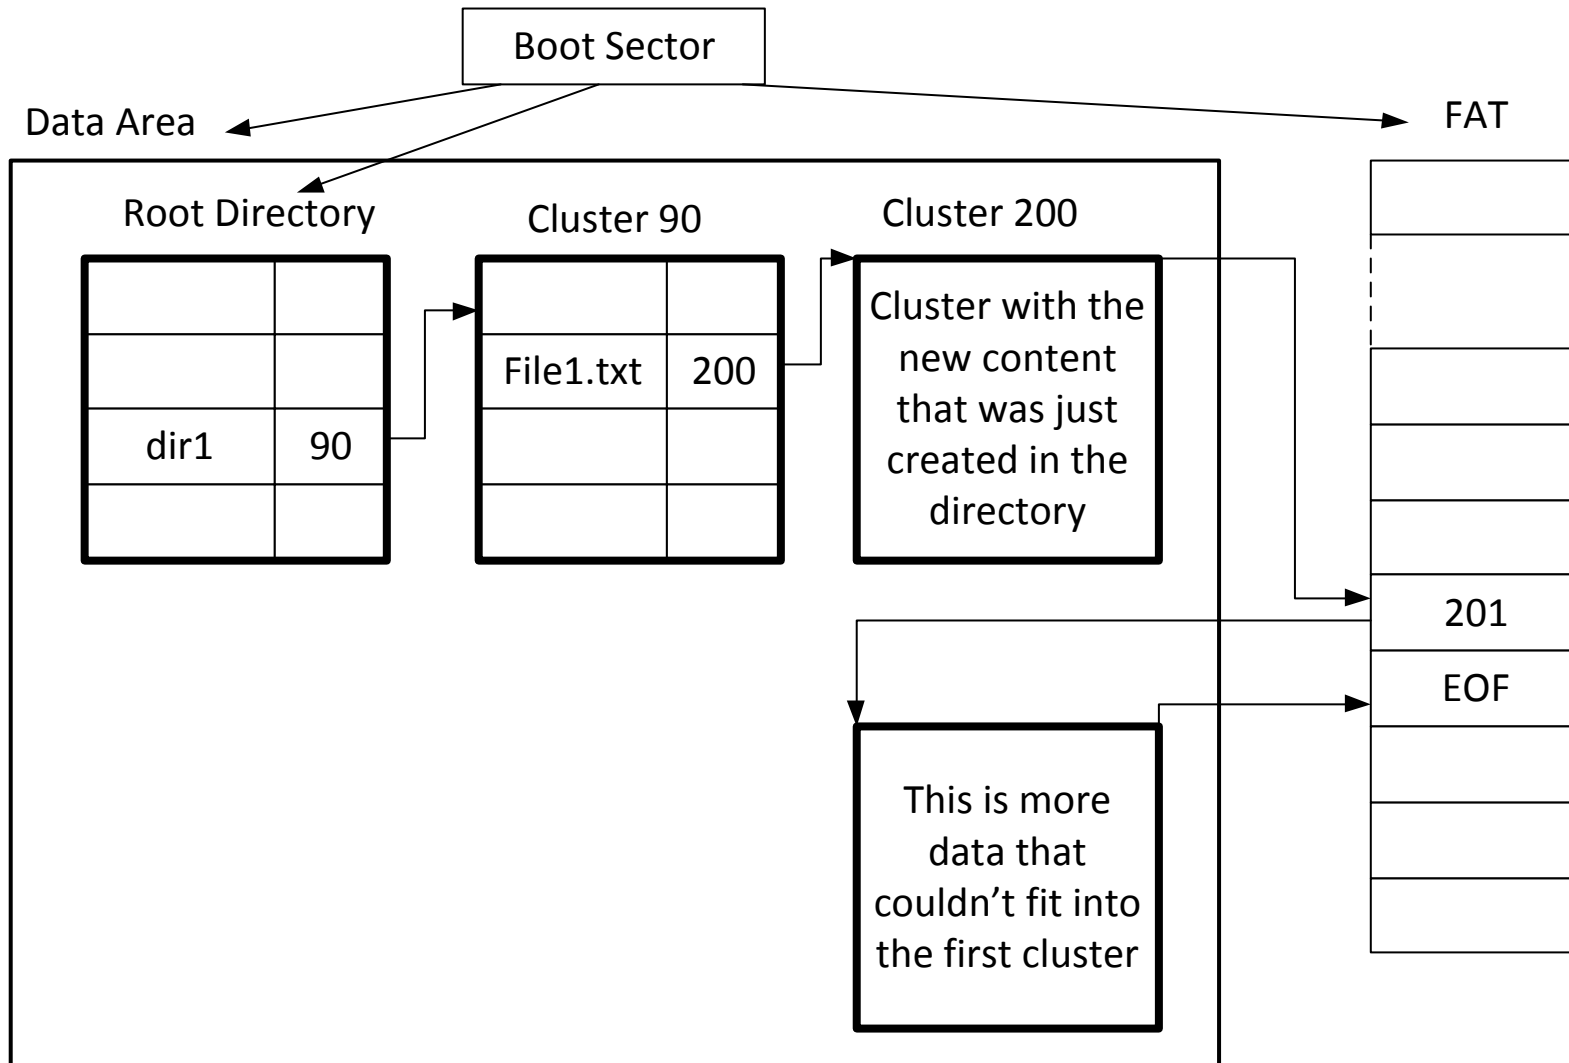 Boot Sector
Data Area
FAT
Root Directory
Cluster 90
Cluster 200
dir1 90
File1.txt 200
Cluster with the
new content
that was just
created in the
directory
201
EOF
This is more
data that
couldn’t fit into
the first cluster